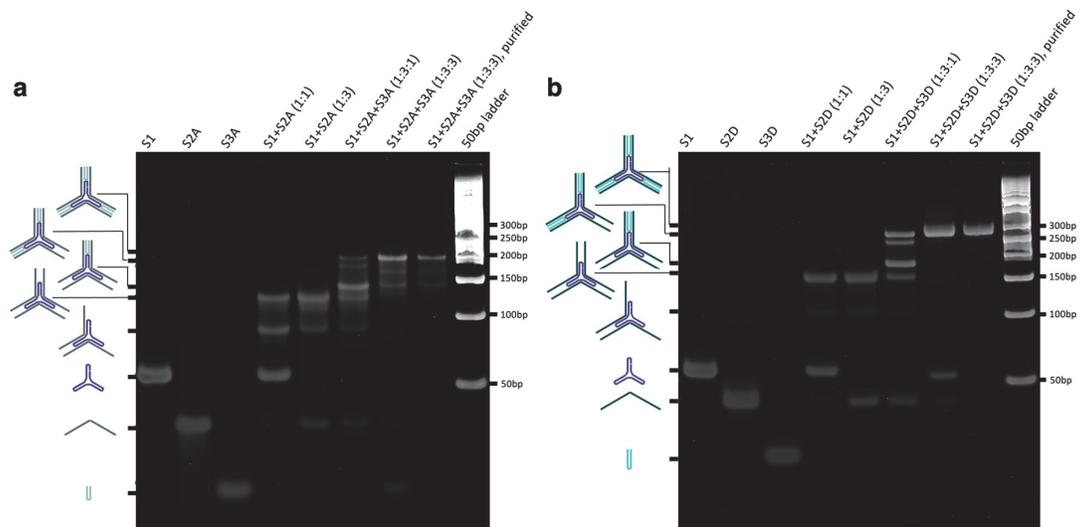 a
S1
S2A
S3A
S1+S2A (1:1)
S1+S2A (1:3)
S1+S2A+S3A (1:3:1)
S1+S2A+S3A (1:3:3)
S1+S2A+S3A (1:3:3), purified
50bp ladder
300bp
250bp
200bp
150bp
100bp
50bp
b
S1
S2D
S3D
S1+S2D (1:1)
S1+S2D (1:3)
S1+S2D+S3D (1:3:1)
S1+S2D+S3D (1:3:3)
S1+S2D+S3D (1:3:3), purified
50bp ladder
300bp
250bp
200bp
150bp
100bp
50bp